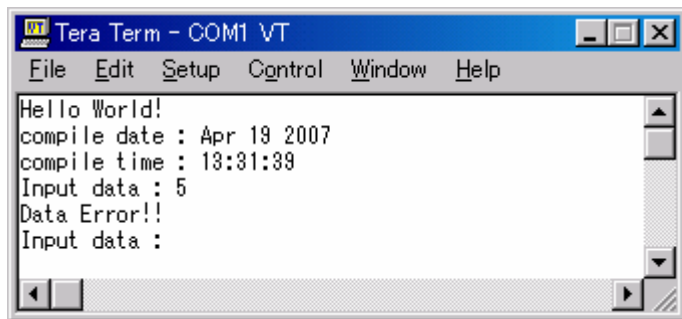 Tera Term - COM1 VT
File Edit Setup Control Window Help
Hello World!
compile date : Apr 19 2007
compile time : 13:31:39
Input data : 5
Data Error!!
Input data :